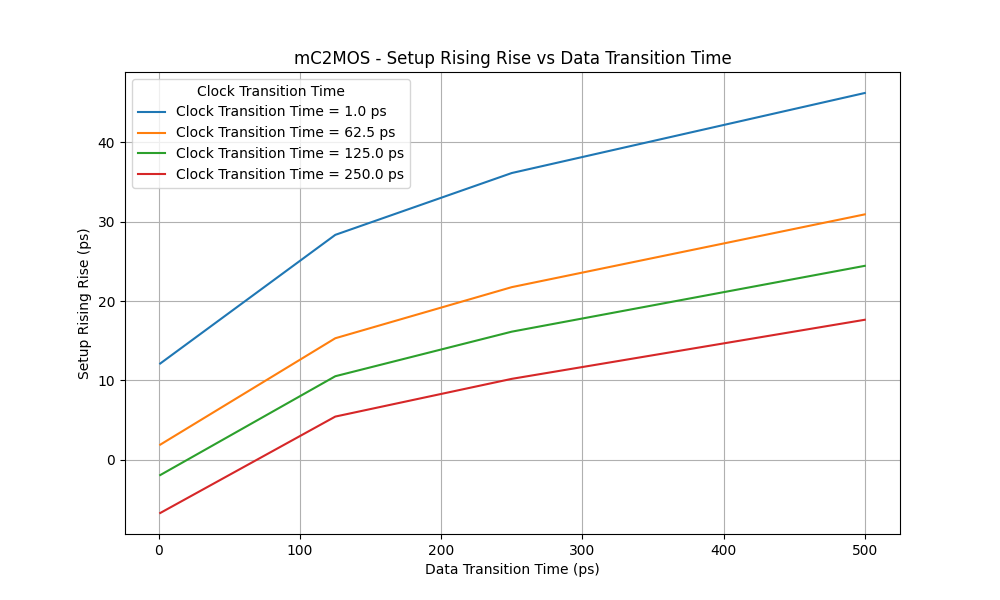 mC2MOS - Setup Rising Rise vs Data Transition Time
Clock Transition Time
Clock Transition Time = 1.0 ps
Clock Transition Time = 62.5 ps
Clock Transition Time = 125.0 ps
Clock Transition Time = 250.0 ps
Setup Rising Rise (ps)
40
30
20
10
0
0 100 200 300 400 500
Data Transition Time (ps)